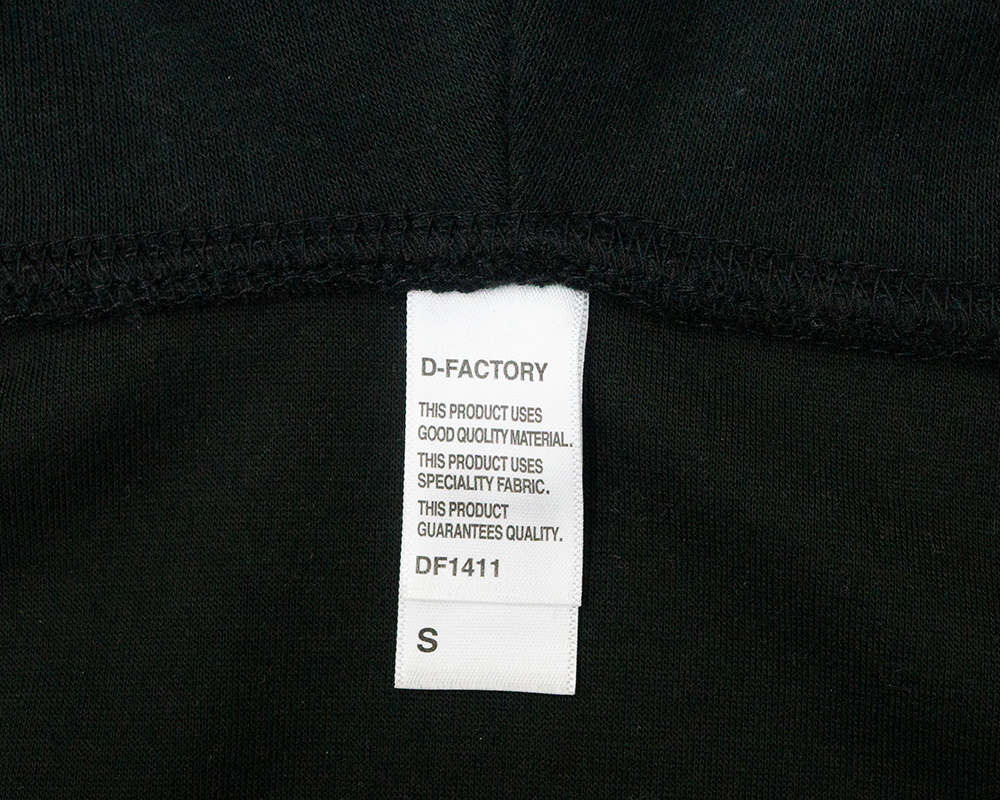 D-FACTORY
THIS PRODUCT USES
GOOD QUOLITY MATERIAL.
THIS PRODUCT USES
SPECIALITY FABRIC.
THIS PRODUCT
GUARANTEES QUALITY.
DF1411
S